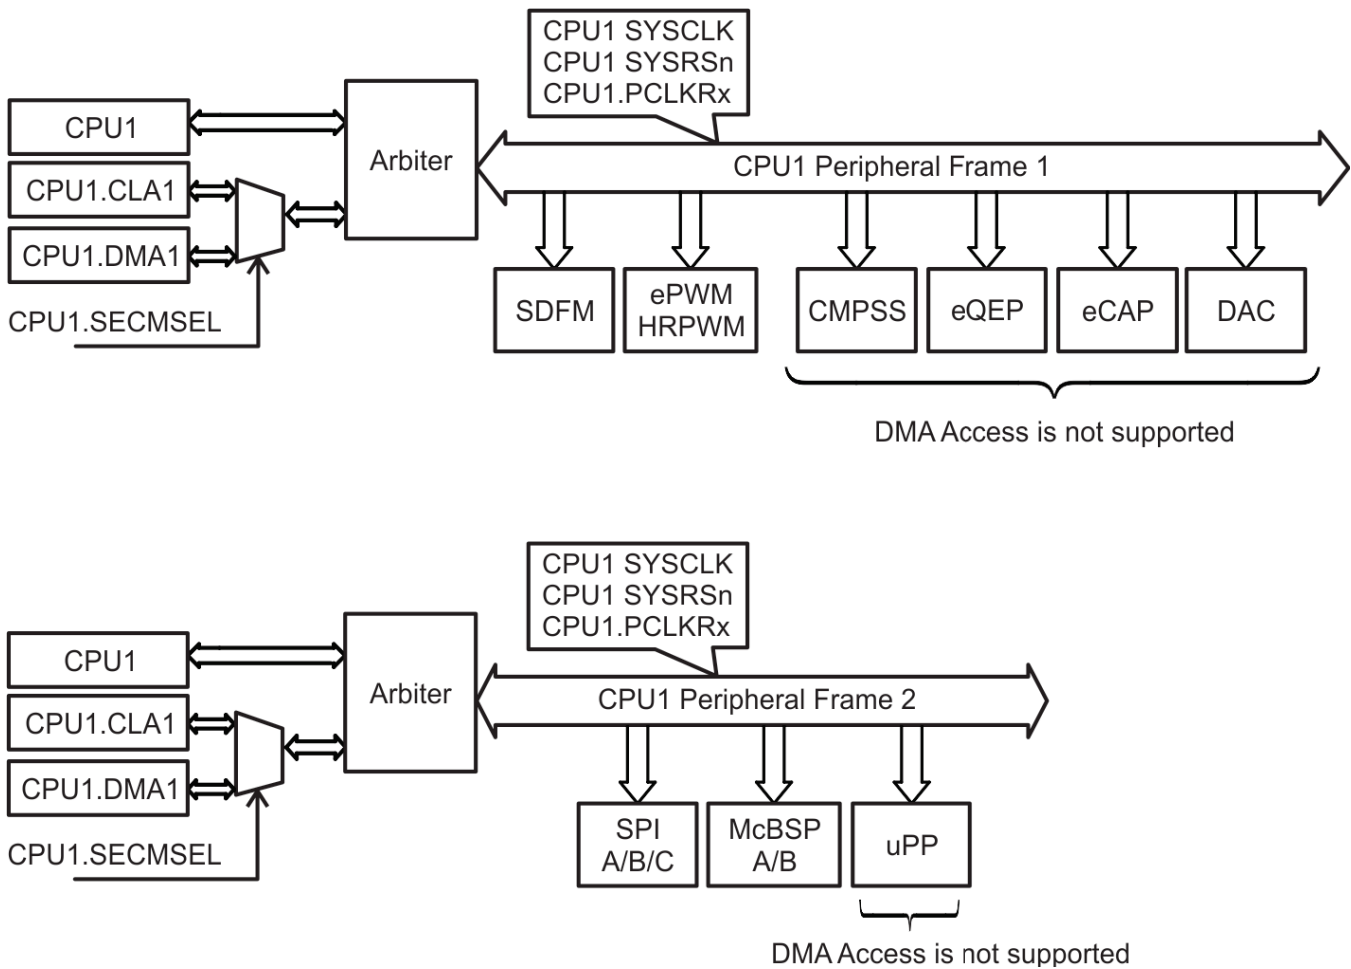 CPU1 SYSCLK
CPU1 SYSRSn
CPU1.PCLKRx
CPU1
CPU1.CLA1
CPU1.DMA1
CPU1.SECMSEL
Arbiter
CPU1 Peripheral Frame 1
SDFM
ePWM
HRPWM
CMPSS
eQEP
eCAP
DAC
DMA Access is not supported
CPU1 SYSCLK
CPU1 SYSRSn
CPU1.PCLKRx
CPU1
CPU1.CLA1
CPU1.DMA1
CPU1.SECMSEL
Arbiter
CPU1 Peripheral Frame 2
SPI
A/B/C
McBSP
A/B
uPP
DMA Access is not supported